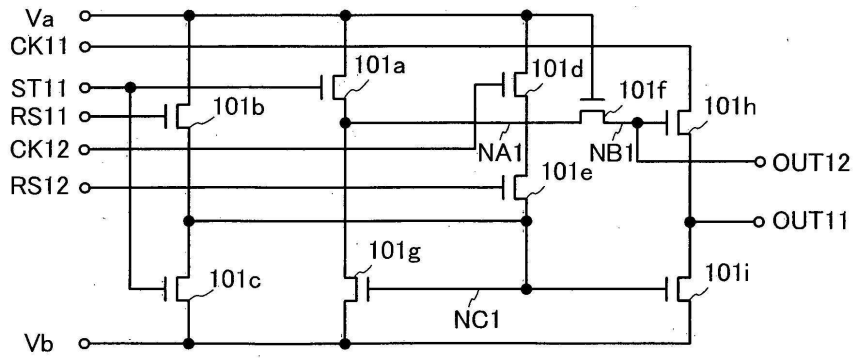 Va
CK11
ST11
RS11
CK12
RS12
Vb
101a
101b
101d
101f
101h
NA1
NB1
OUT12
101e
OUT11
101c
101g
101i
NC1